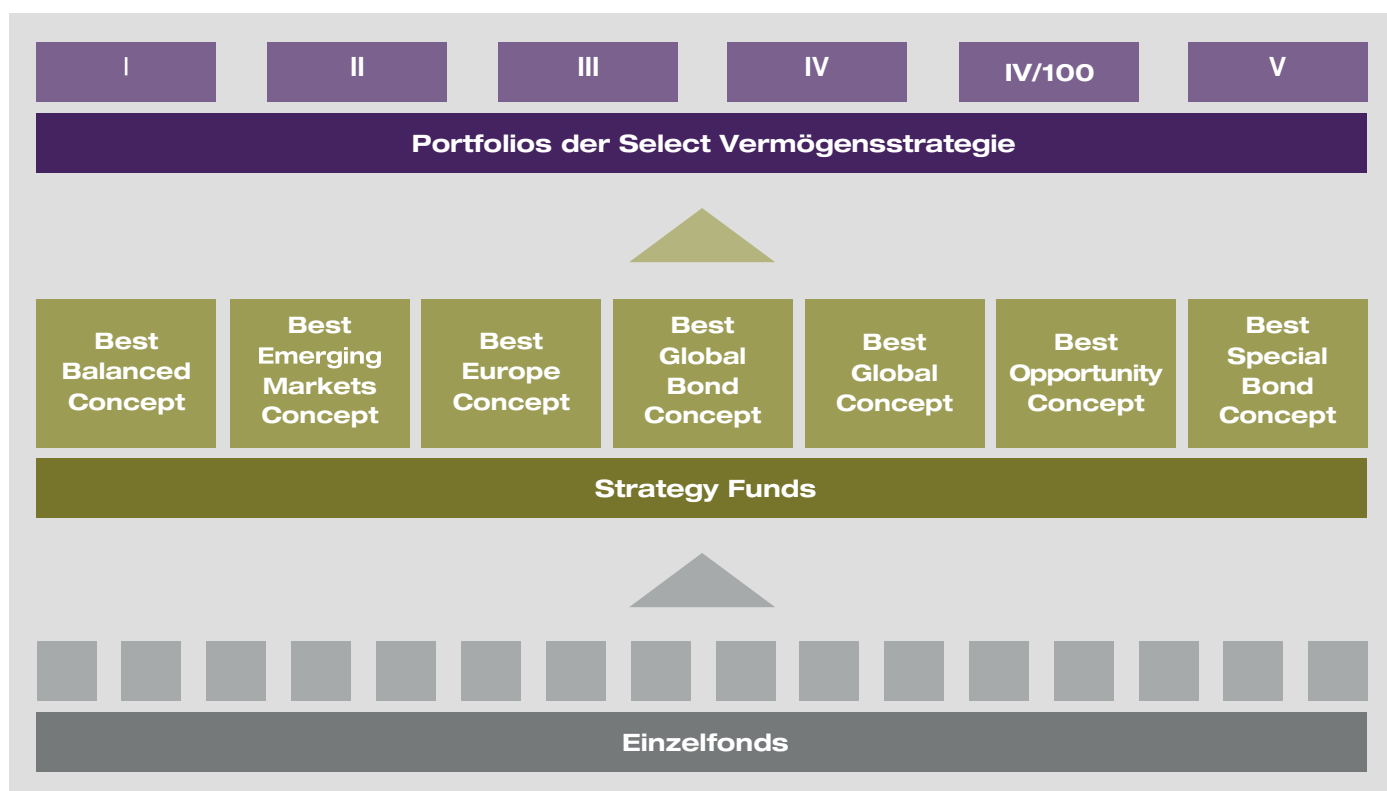 I
II
III
IV
IV/100
V
Portfolios der Select Vermögensstrategie
Best
Balanced
Concept
Best
Emerging
Markets
Concept
Best
Europe
Concept
Best
Global
Bond
Concept
Best
Global
Concept
Best
Opportunity
Concept
Best
Special
Bond
Concept
Strategy Funds
Einzelfonds